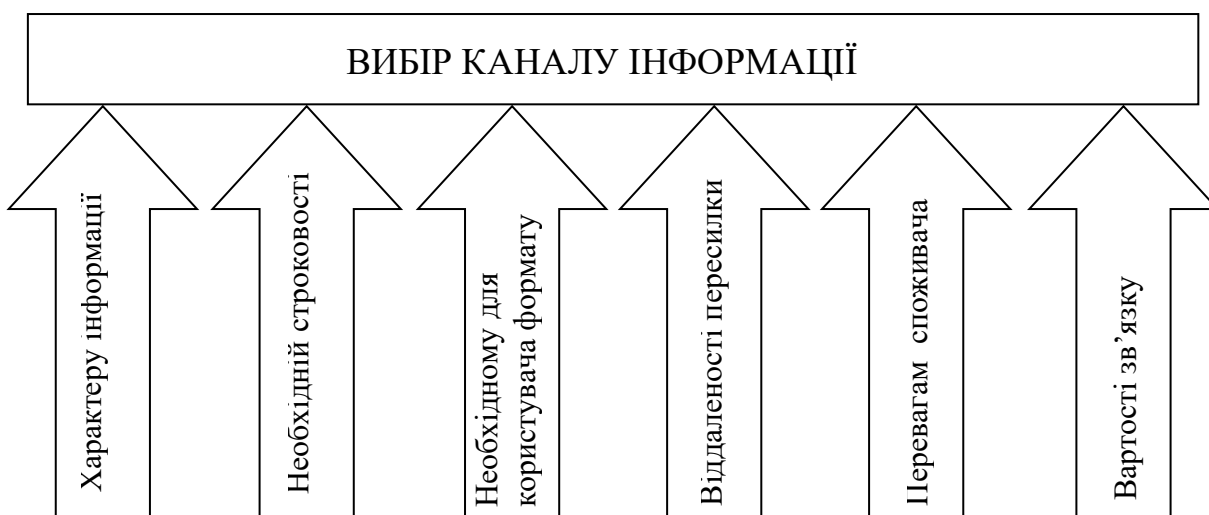 ВИБІР КАНАЛУ ІНФОРМАЦІЇ
Характеру інформації
Необхідній строковості
Необхідному для
користувача формату
Віддаленості пересилки
Перевагам споживача
Вартості зв’язку